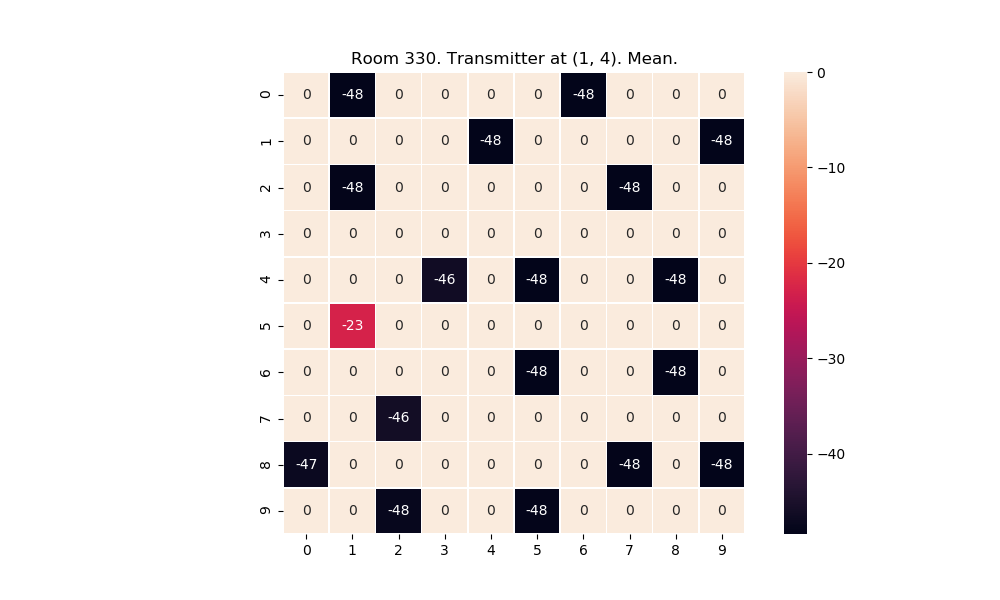 Room 330. Transmitter at (1, 4). Mean.
0 0 -48 0 0 0 0 -48 0 0 0
1 0 0 0 0 -48 0 0 0 0 -48
2 0 -48 0 0 0 0 0 -48 0 0
3 0 0 0 0 0 0 0 0 0 0
4 0 0 0 -46 0 -48 0 0 -48 0
5 0 -23 0 0 0 0 0 0 0 0
6 0 0 0 0 0 -48 0 0 -48 0
7 0 0 -46 0 0 0 0 0 0 0
8 -47 0 0 0 0 0 0 -48 0 -48
9 0 0 -48 0 0 -48 0 0 0 0
0 1 2 3 4 5 6 7 8 9
0
−10
−20
−30
−40